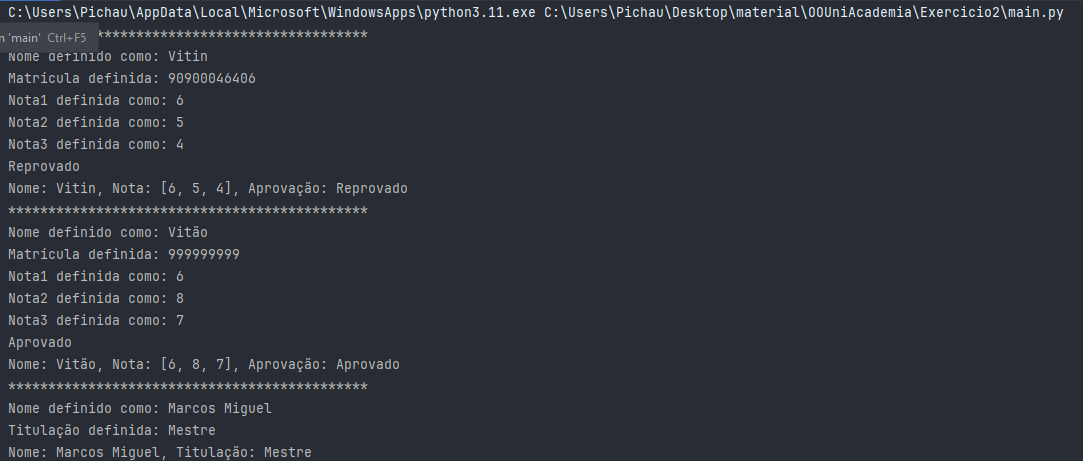 C:\Users\Pichau\AppData\Local\Microsoft\WindowsApps\python3.11.exe C:\Users\Pichau\Desktop\material\OOUniAcademia\Exercicio2\main.py
n 'main' Ctrl+F5 **********************************
Nome definido como: Vitin
Matrícula definida: 90900046406
Nota1 definida como: 6
Nota2 definida como: 5
Nota3 definida como: 4
Reprovado
Nome: Vitin, Nota: [6, 5, 4], Aprovação: Reprovado
*********************************************
Nome definido como: Vitão
Matrícula definida: 999999999
Nota1 definida como: 6
Nota2 definida como: 8
Nota3 definida como: 7
Aprovado
Nome: Vitão, Nota: [6, 8, 7], Aprovação: Aprovado
*********************************************
Nome definido como: Marcos Miguel
Titulação definida: Mestre
Nome: Marcos Miguel, Titulação: Mestre